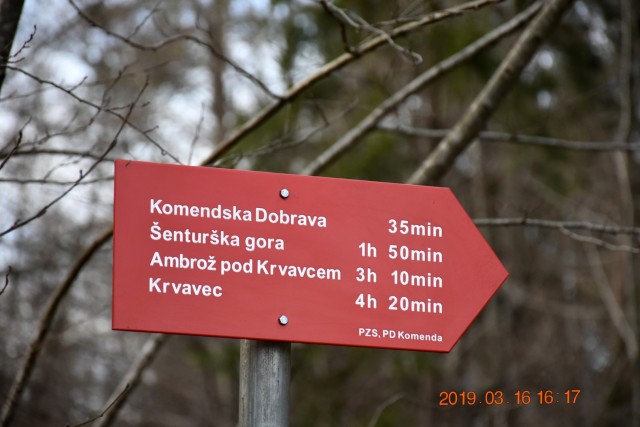 Komendska Dobrava 35min
Šenturška gora 1h 50min
Ambrož pod Krvavcem 3h 10min
Krvavec 4h 20min
PZS, PD Komenda
2019.03.16 16:17